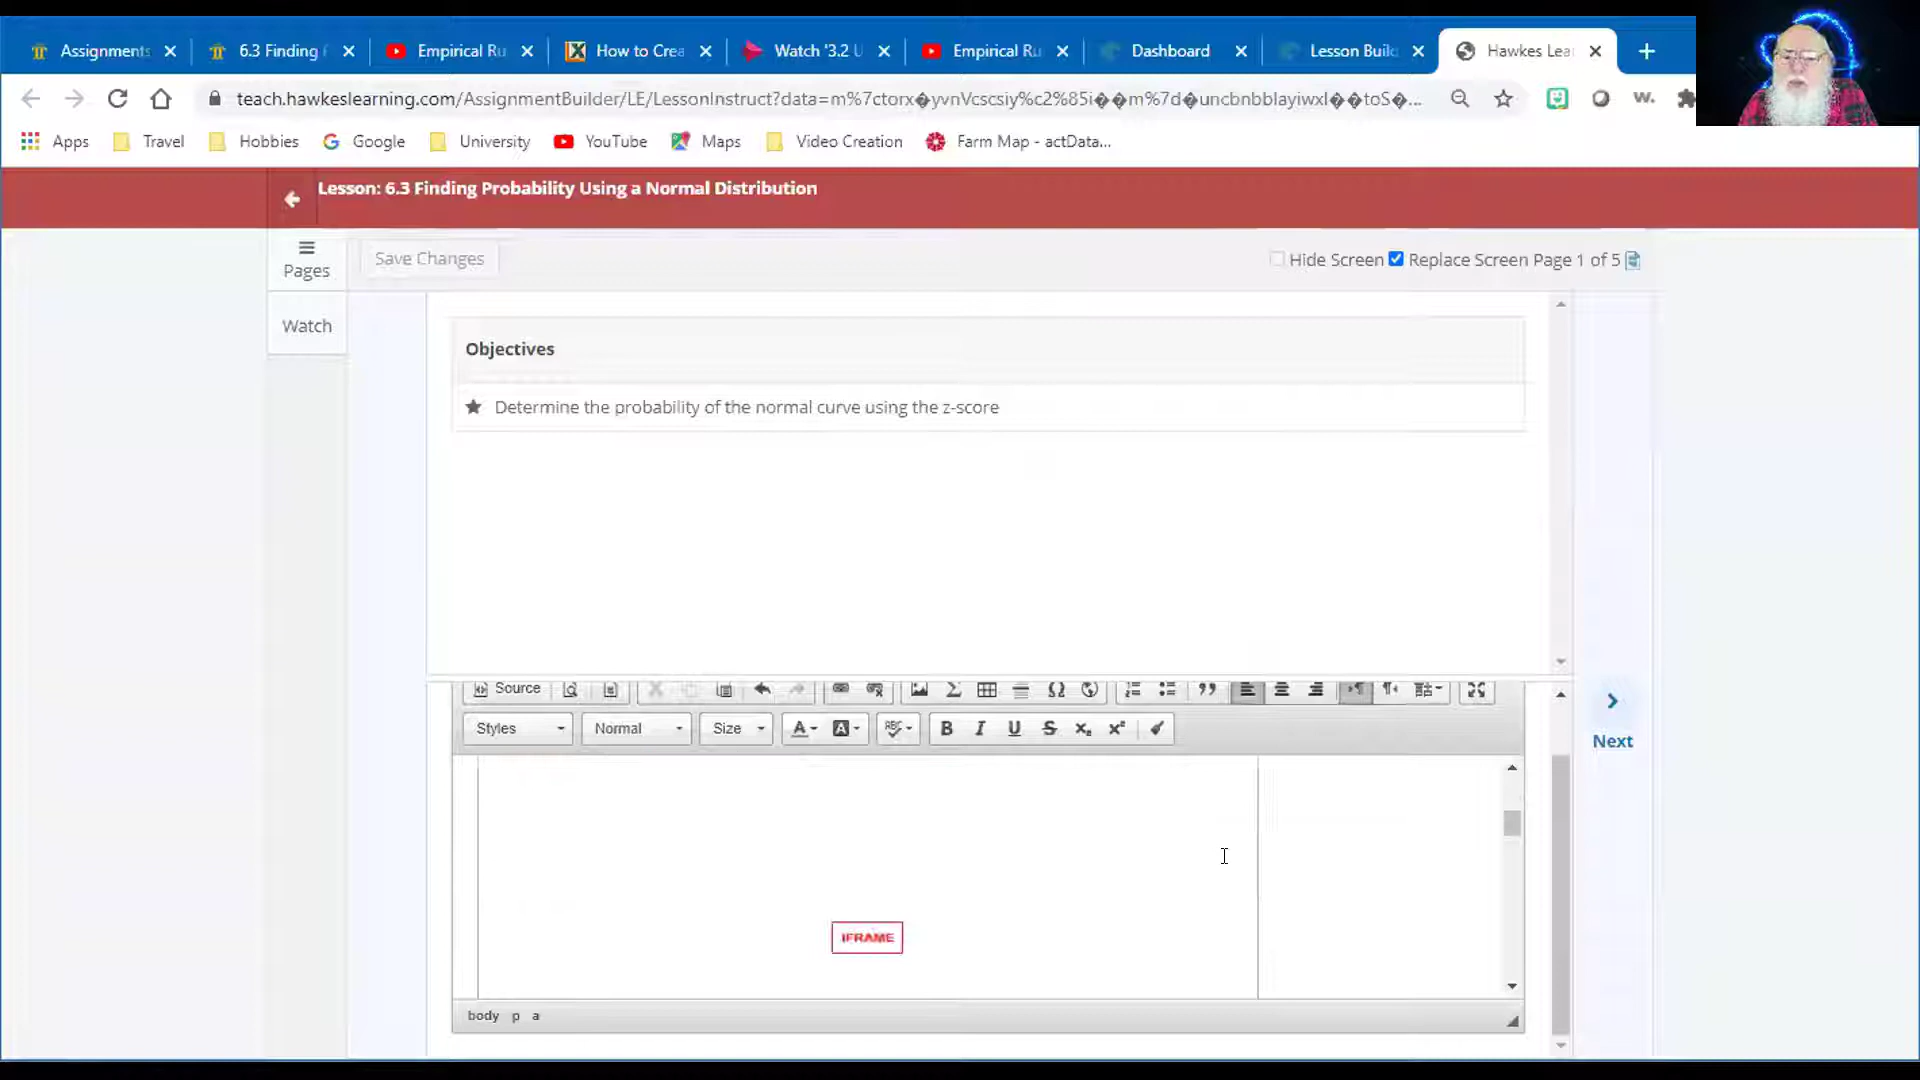 Assignments
6.3 Finding
Empirical Ru
How to Crea
Watch '3.2 U
Empirical Ru
Dashboard
Lesson Build
Hawkes Lea
teach.hawkeslearning.com/AssignmentBuilder/LE/LessonInstruct?data=m%7ctorx�yvnVcscsiy%c2%85i��m%7d�uncbnbblayiwxl��toS�...
Apps
Travel
Hobbies
Google
University
YouTube
Maps
Video Creation
Farm Map - actData...
Lesson: 6.3 Finding Probability Using a Normal Distribution
Pages
Save Changes
Hide Screen Replace Screen Page 1 of 5
Watch
Objectives
★ Determine the probability of the normal curve using the z-score
Source
Styles Normal Size A A ABC B I U S X₂ X²
IFRAME
body p a
Next